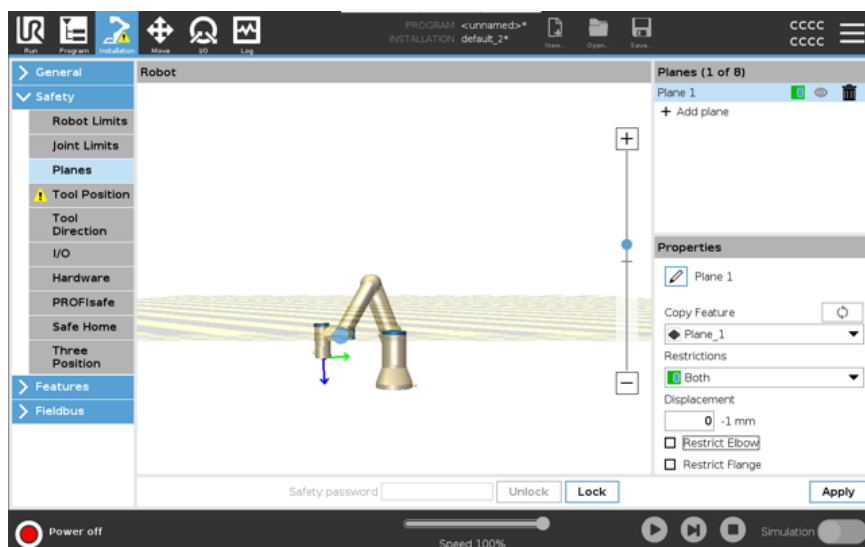 PROGRAM <unnamed>*
INSTALLATION default_2*
UR
Run
Program
Installation
Move
I/O
Log
New...
Open...
Save...
CCCC
CCCC
General
Safety
Robot Limits
Joint Limits
Planes
Tool Position
Tool
Direction
I/O
Hardware
PROFIsafe
Safe Home
Three
Position
Features
Fieldbus
Robot
Planes (1 of 8)
Plane 1
+ Add plane
Properties
Plane 1
Copy Feature
Plane_1
Restrictions
Both
Displacement
0 -1 mm
Restrict Elbow
Restrict Flange
Safety password
Unlock
Lock
Apply
Power off
Speed 100%
Simulation